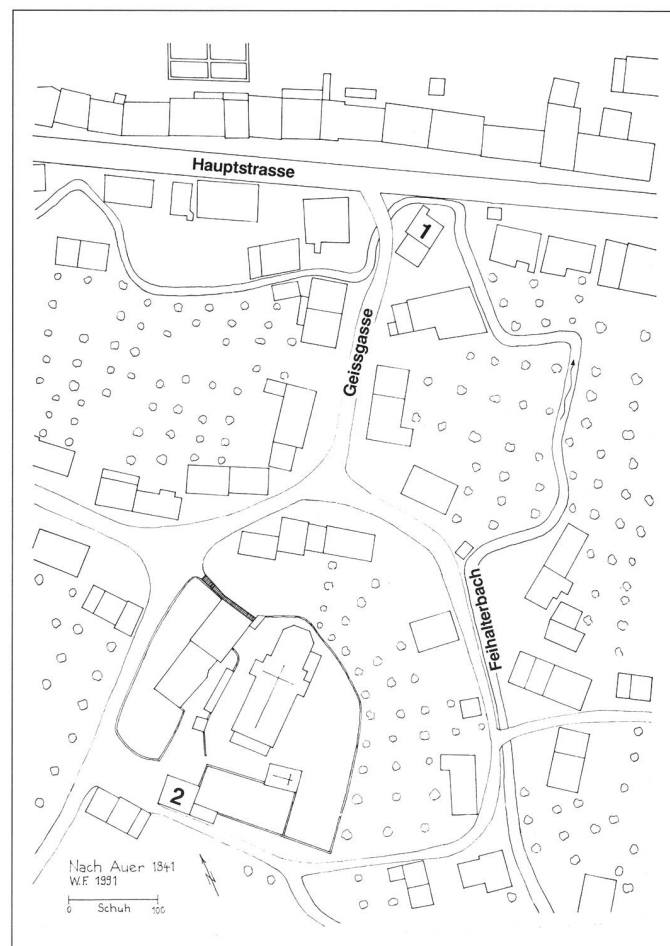 Hauptstrasse
1
Geissgasse
Feihalterbach
2
Nach Auer 1841
W.F. 1991
0 Schuh 100